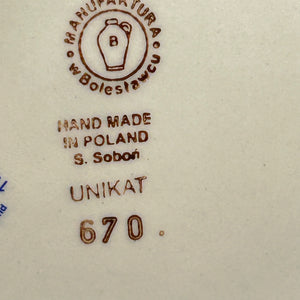 MANUFAKTURA
w Bolesławcu
B
HAND MADE
IN POLAND
S. Soboń
UNIKAT
670.